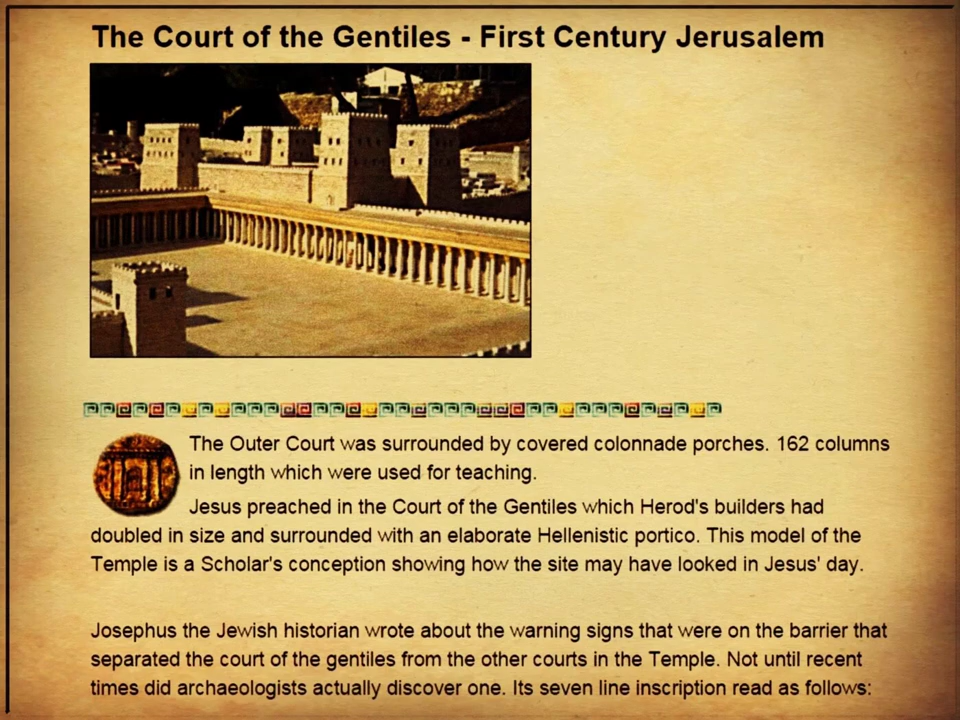 The Court of the Gentiles - First Century Jerusalem
The Outer Court was surrounded by covered colonnade porches. 162 columns
in length which were used for teaching.
Jesus preached in the Court of the Gentiles which Herod's builders had
doubled in size and surrounded with an elaborate Hellenistic portico. This model of the
Temple is a Scholar's conception showing how the site may have looked in Jesus' day.
Josephus the Jewish historian wrote about the warning signs that were on the barrier that
separated the court of the gentiles from the other courts in the Temple. Not until recent
times did archaeologists actually discover one. Its seven line inscription read as follows: